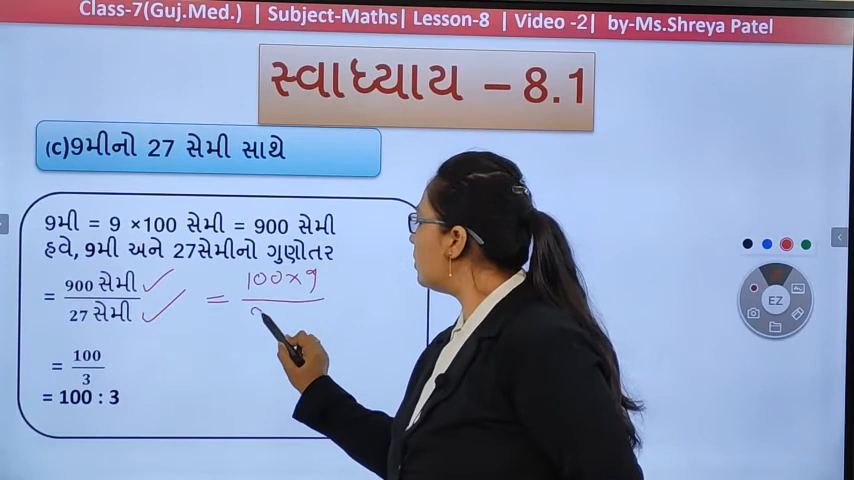 Class-7(Guj.Med.) | Subject-Maths| Lesson-8 | Video -2| by-Ms.Shreya Patel
સ્વાધ્યાય – 8.1
(c)9મીનો 27 સેમી સાથે
9મી = 9 ×100 સેમી = 900 સેમી
હવે, 9મી અને 27સેમીનો ગુણોતર
= 900 સેમી / 27 સેમી = 100×9
= 100 / 3
= 100 : 3
EZ